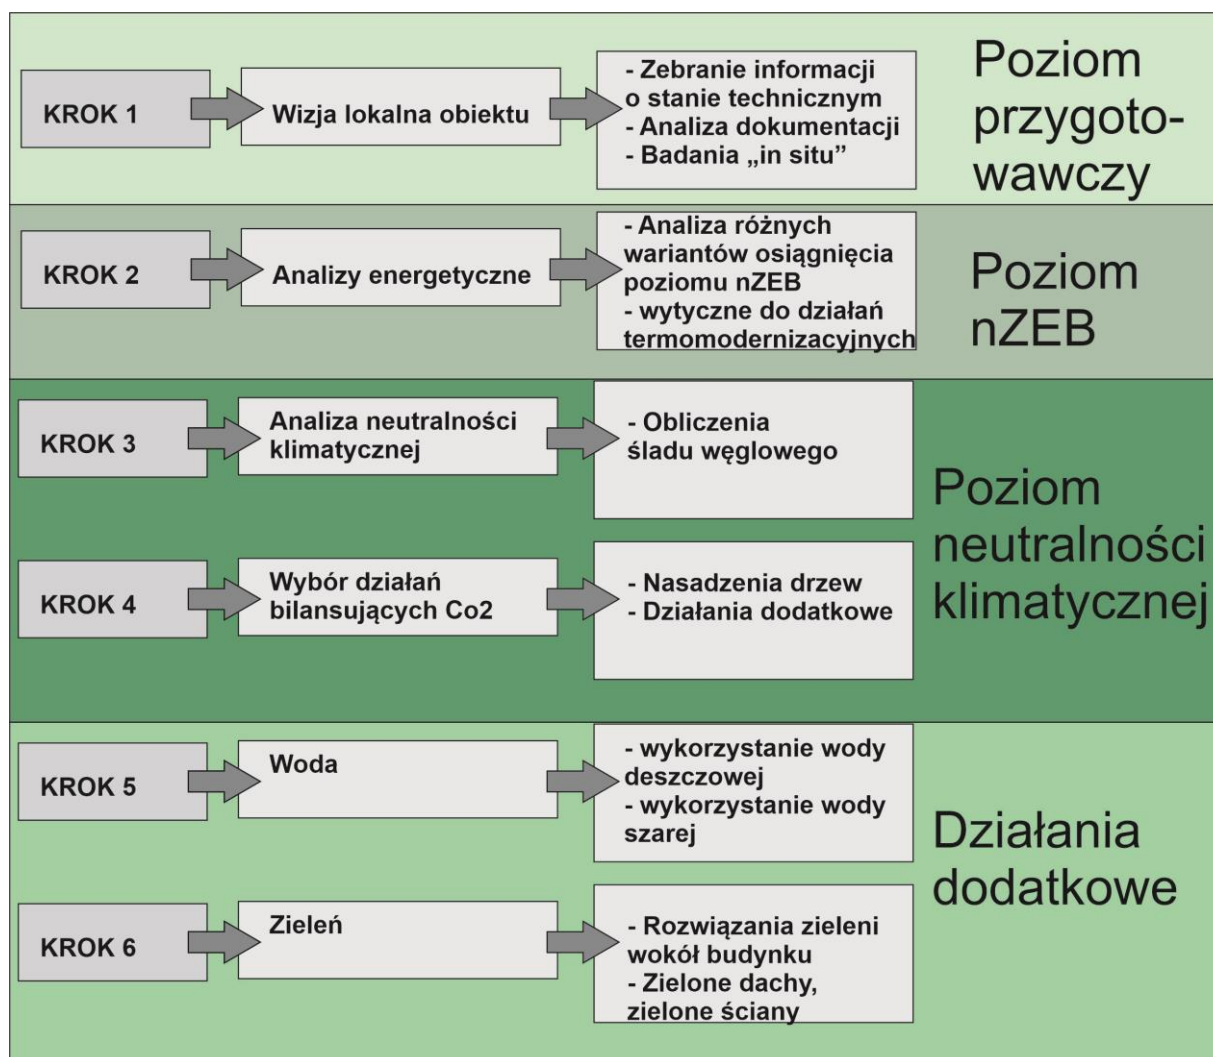 KROK 1
Wizja lokalna obiektu
- Zebranie informacji
o stanie technicznym
- Analiza dokumentacji
- Badania „in situ”
Poziom
przygoto-
wawczy
KROK 2
Analizy energetyczne
- Analiza różnych
wariantów osiągnięcia
poziomu nZEB
- wytyczne do działań
termomodernizacyjnych
Poziom
nZEB
KROK 3
Analiza neutralności
klimatycznej
- Obliczenia
śladu węglowego
KROK 4
Wybór działań
bilansujących Co2
- Nasadzenia drzew
- Działania dodatkowe
Poziom
neutralności
klimatycznej
KROK 5
Woda
- wykorzystanie wody
deszczowej
- wykorzystanie wody
szarej
KROK 6
Zieleń
- Rozwiązania zieleni
wokół budynku
- Zielone dachy,
zielone ściany
Działania
dodatkowe